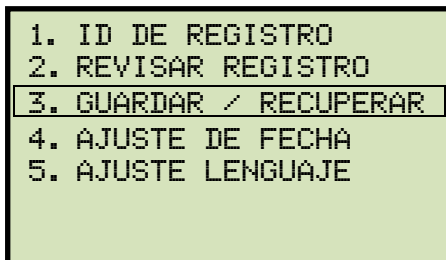 1. ID DE REGISTRO
2. REVISAR REGISTRO
3. GUARDAR / RECUPERAR
4. AJUSTE DE FECHA
5. AJUSTE LENGUAJE